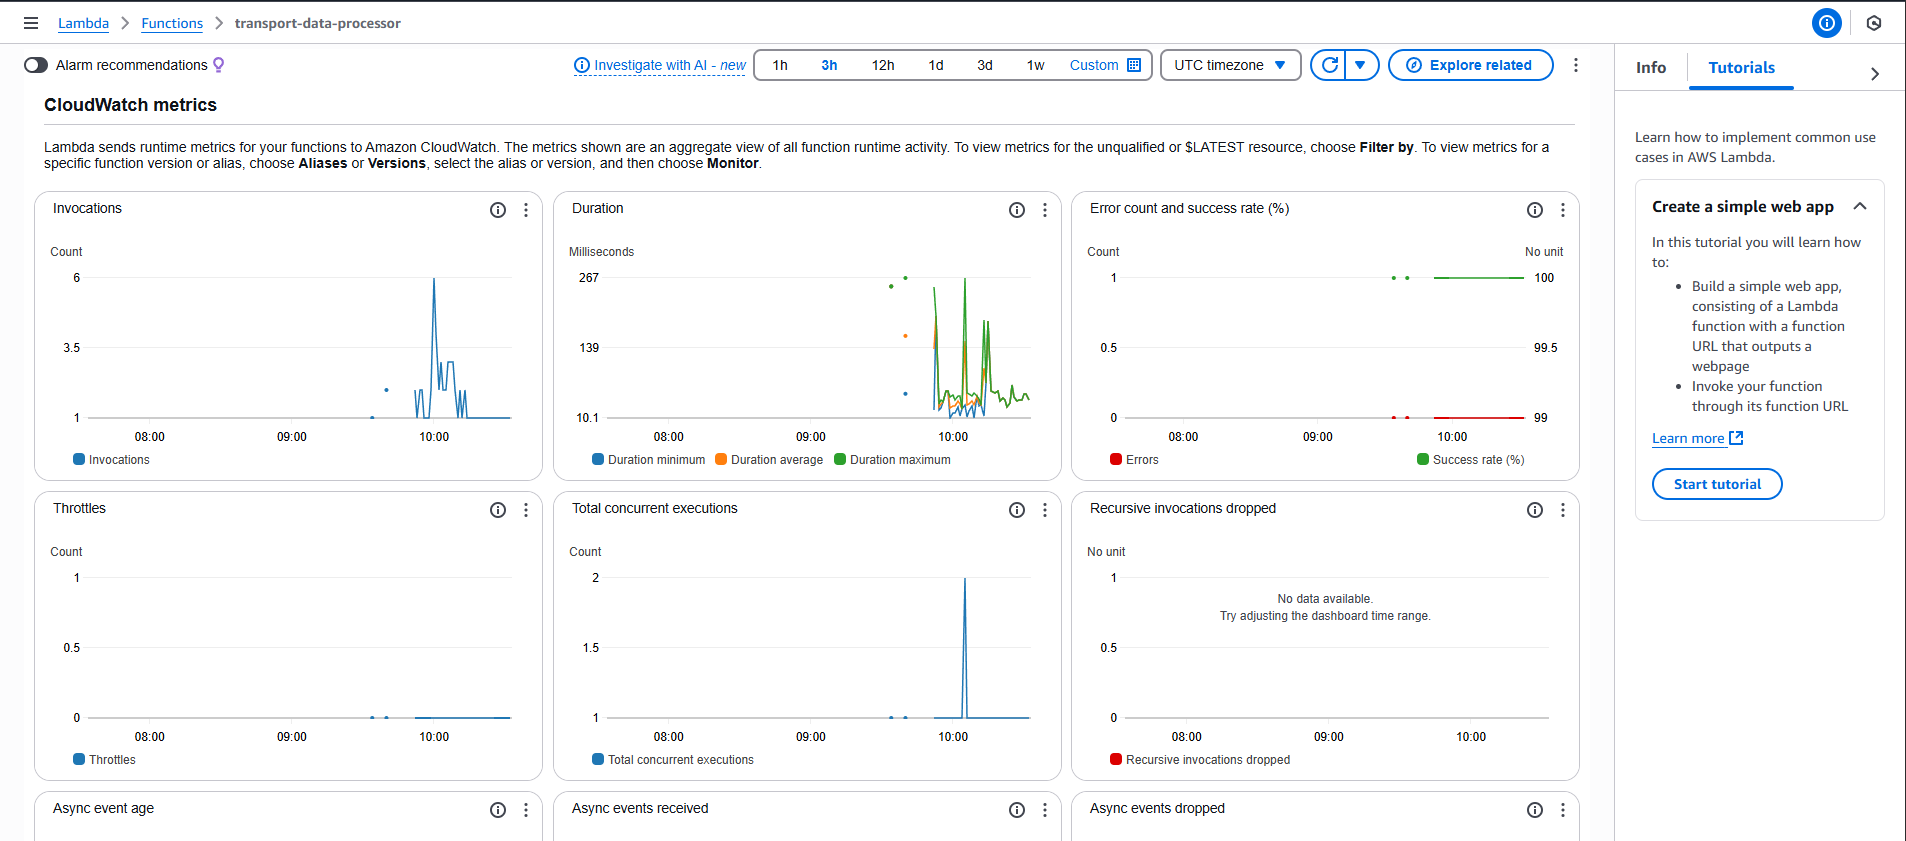 Lambda > Functions > transport-data-processor
Alarm recommendations
Investigate with AI - new
1h 3h 12h 1d 3d 1w Custom
UTC timezone
Explore related
CloudWatch metrics
Lambda sends runtime metrics for your functions to Amazon CloudWatch. The metrics shown are an aggregate view of all function runtime activity. To view metrics for the unqualified or $LATEST resource, choose Filter by. To view metrics for a
specific function version or alias, choose Aliases or Versions, select the alias or version, and then choose Monitor.
Invocations
Count
6
3.5
1
08:00 09:00 10:00
Invocations
Duration
Milliseconds
267
139
10.1
08:00 09:00 10:00
Duration minimum Duration average Duration maximum
Error count and success rate (%)
Count No unit
1 100
0.5 99.5
0 99
08:00 09:00 10:00
Errors Success rate (%)
Throttles
Count
1
0.5
0
08:00 09:00 10:00
Throttles
Total concurrent executions
Count
2
1.5
1
08:00 09:00 10:00
Total concurrent executions
Recursive invocations dropped
No unit
1
No data available.
Try adjusting the dashboard time range.
0.5
0
08:00 09:00 10:00
Recursive invocations dropped
Async event age
Async events received
Async events dropped
Info Tutorials
Learn how to implement common use
cases in AWS Lambda.
Create a simple web app
In this tutorial you will learn how
to:
• Build a simple web app,
consisting of a Lambda
function with a function
URL that outputs a
webpage
• Invoke your function
through its function URL
Learn more
Start tutorial